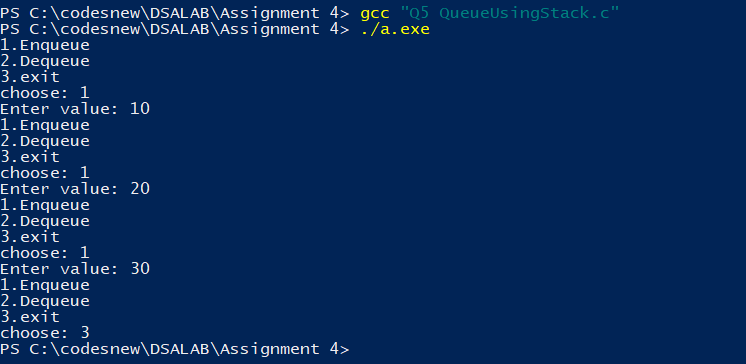 PS C:\codesnew\DSALAB\Assignment 4> gcc "Q5 QueueUsingStack.c"
PS C:\codesnew\DSALAB\Assignment 4> ./a.exe
1.Enqueue
2.Dequeue
3.exit
choose: 1
Enter value: 10
1.Enqueue
2.Dequeue
3.exit
choose: 1
Enter value: 20
1.Enqueue
2.Dequeue
3.exit
choose: 1
Enter value: 30
1.Enqueue
2.Dequeue
3.exit
choose: 3
PS C:\codesnew\DSALAB\Assignment 4>